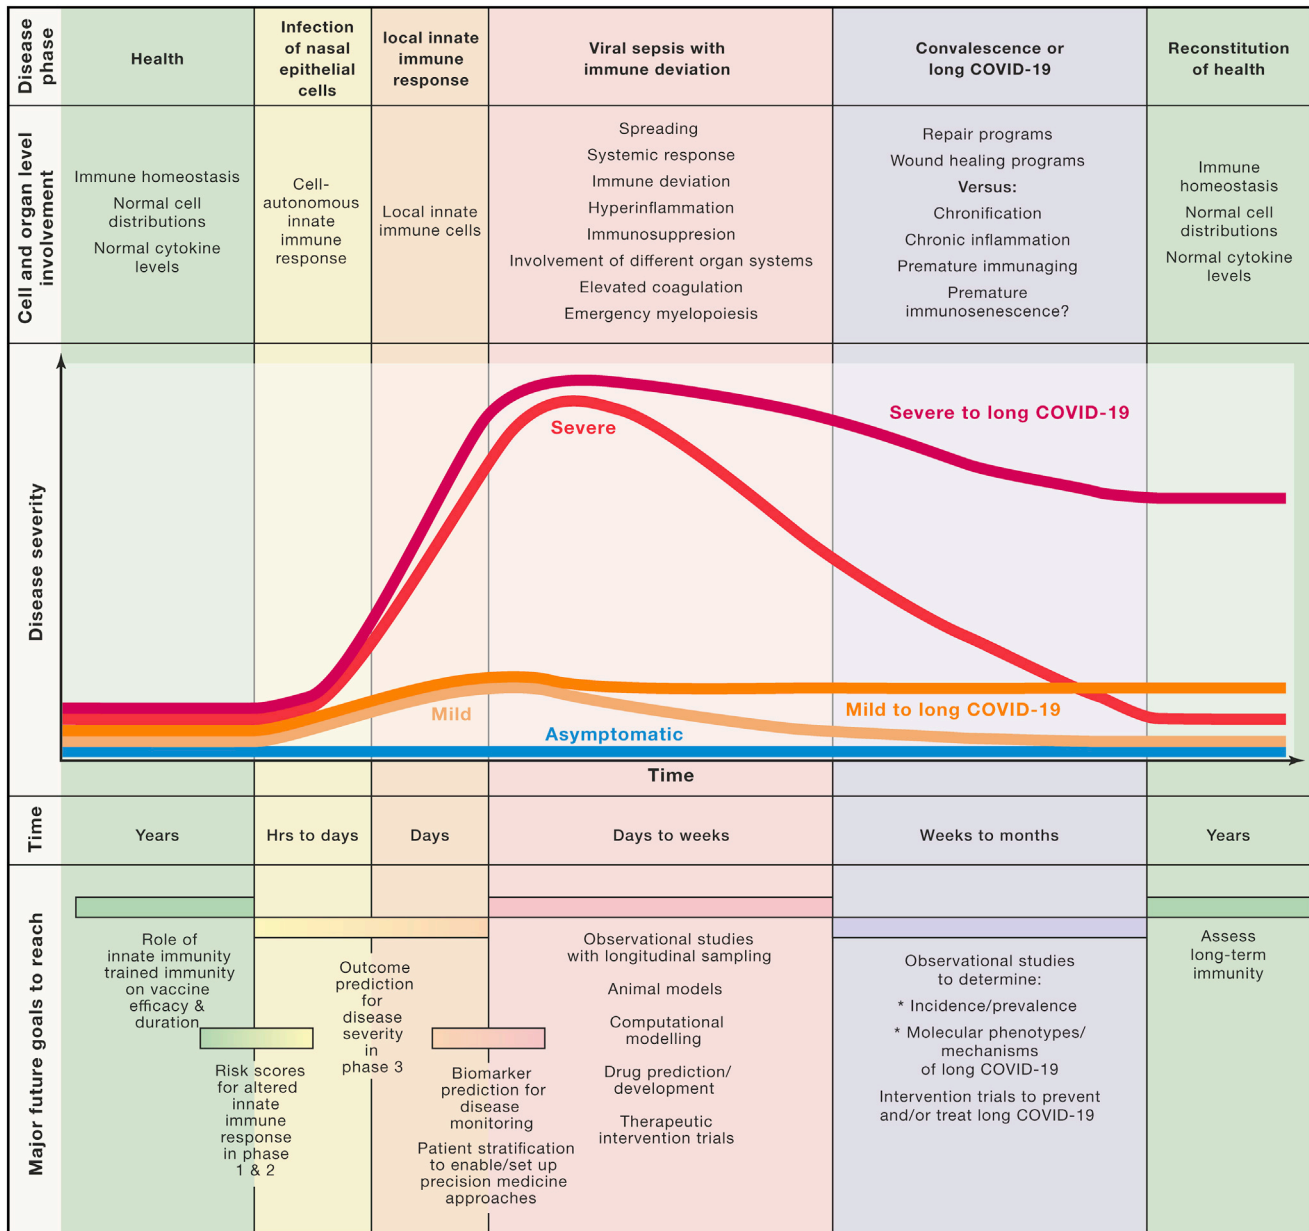 Disease
phase
Health
Infection
of nasal
epithelial
cells
local innate
immune
response
Viral sepsis with
immune deviation
Convalescence or
long COVID-19
Reconstitution
of health
Cell and organ level
involvement
Immune homeostasis
Normal cell
distributions
Normal cytokine
levels
Cell-
autonomous
innate
immune
response
Local innate
immune cells
Spreading
Systemic response
Immune deviation
Hyperinflammation
Immunosuppresion
Involvement of different organ systems
Elevated coagulation
Emergency myelopoiesis
Repair programs
Wound healing programs
Versus:
Chronification
Chronic inflammation
Premature immunaging
Premature
immunosenescence?
Immune
homeostasis
Normal cell
distributions
Normal cytokine
levels
Disease severity
Severe to long COVID-19
Severe
Mild
Mild to long COVID-19
Asymptomatic
Time
Time
Years
Hrs to days
Days
Days to weeks
Weeks to months
Years
Major future goals to reach
Role of
innate immunity
trained immunity
on vaccine
efficacy &
duration
Risk scores
for altered
innate
immune
response
in phase
1 & 2
Outcome
prediction
for
disease
severity
in
phase 3
Biomarker
prediction for
disease
monitoring
Patient stratification
to enable/set up
precision medicine
approaches
Observational studies
with longitudinal sampling
Animal models
Computational
modelling
Drug prediction/
development
Therapeutic
intervention trials
Observational studies
to determine:
* Incidence/prevalence
* Molecular phenotypes/
mechanisms
of long COVID-19
Intervention trials to prevent
and/or treat long COVID-19
Assess
long-term
immunity